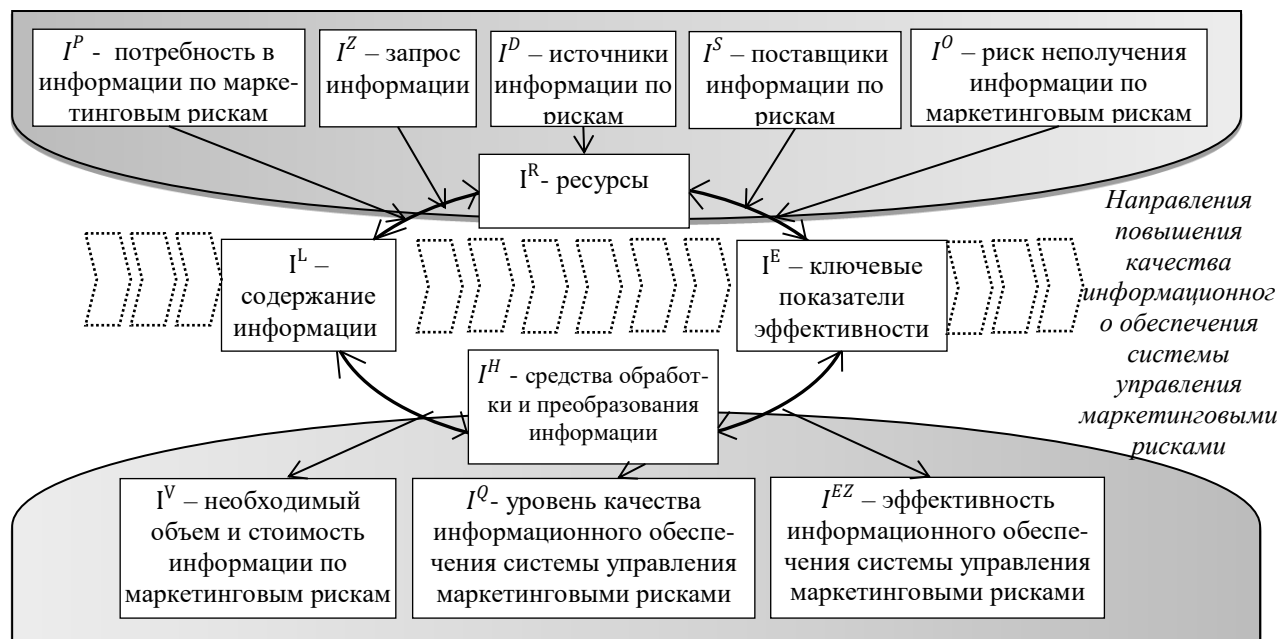 I^P - потребность в
информации по марке-
тинговым рискам
I^Z – запрос
информации
I^D – источники
информации по
рискам
I^S – поставщики
информации по
рискам
I^O – риск неполучения
информации по
маркетинговым рискам
I^R- ресурсы
I^L –
содержание
информации
I^E – ключевые
показатели
эффективности
Направления
повышения
качества
информационног
о обеспечения
системы
управления
маркетинговыми
рисками
I^H - средства обработ-
ки и преобразования
информации
I^V – необходимый
объем и стоимость
информации по
маркетинговым рискам
I^Q- уровень качества
информационного обеспе-
чения системы управления
маркетинговыми рисками
I^EZ – эффективность
информационного обеспе-
чения системы управления
маркетинговыми рисками